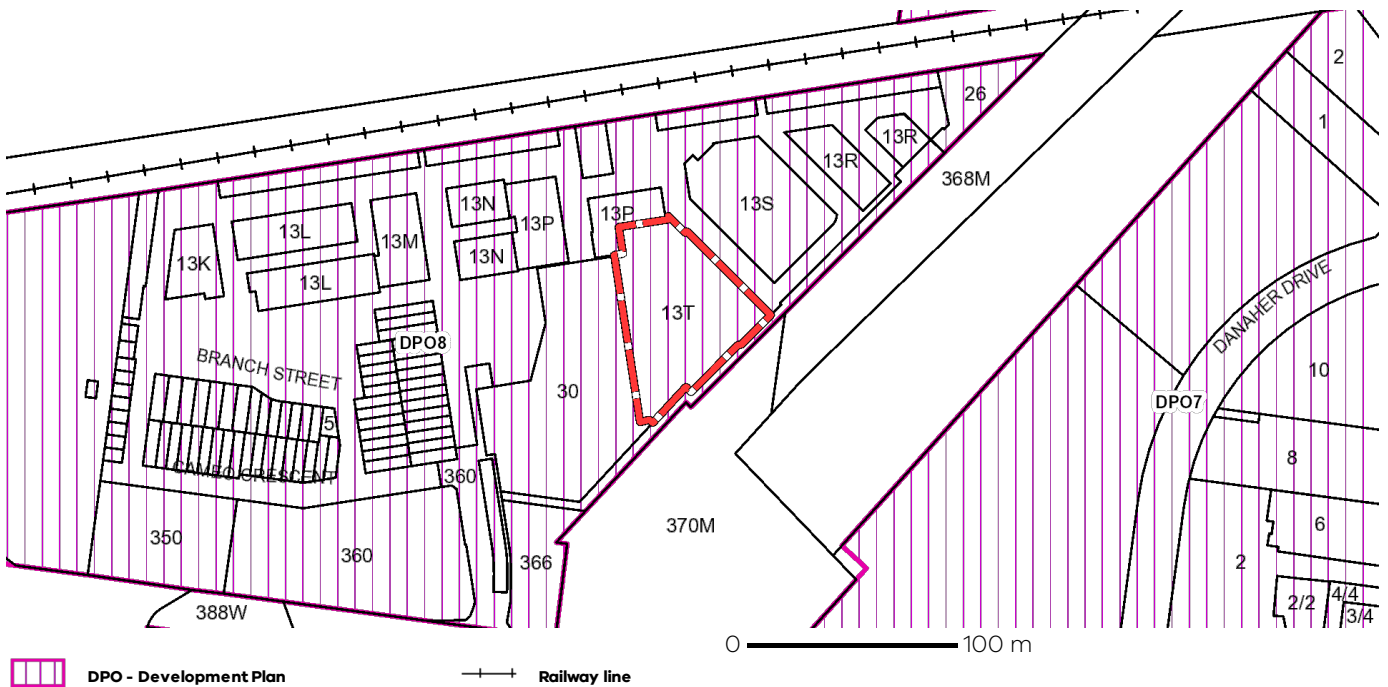 2
26
1
13R
13R
368M
13N
13P
13P
13S
13L
13M
13N
13K
13L
DANAHER DRIVE
13T
DPO8
BRANCH STREET
10
30
DPO7
5
8
CAMEO CRESCENT
360
6
370M
350
360
366
2
4/4
2/2
3/4
388W
0 100 m
DPO - Development Plan Railway line